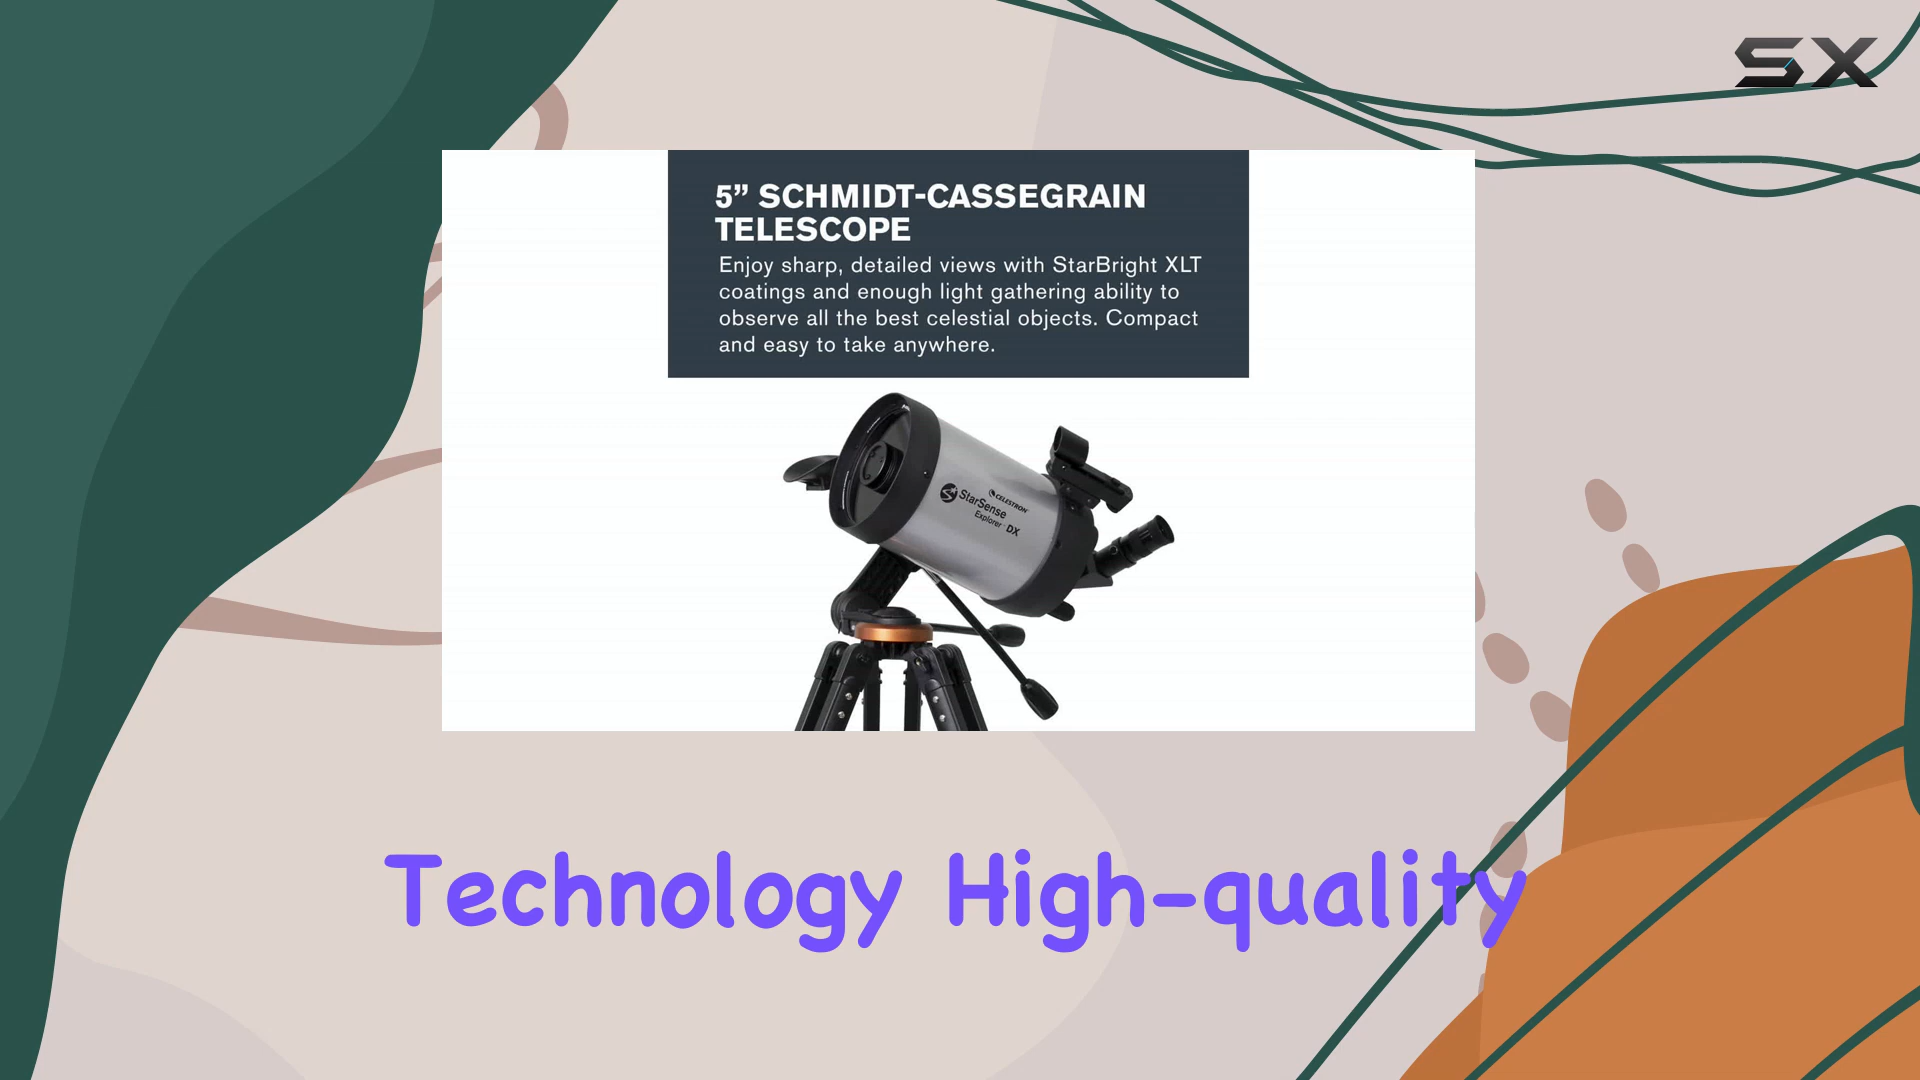 SX
5” SCHMIDT-CASSEGRAIN
TELESCOPE
Enjoy sharp, detailed views with StarBright XLT
coatings and enough light gathering ability to
observe all the best celestial objects. Compact
and easy to take anywhere.
CELESTRON
StarSense
Explorer DX
Technology High-quality